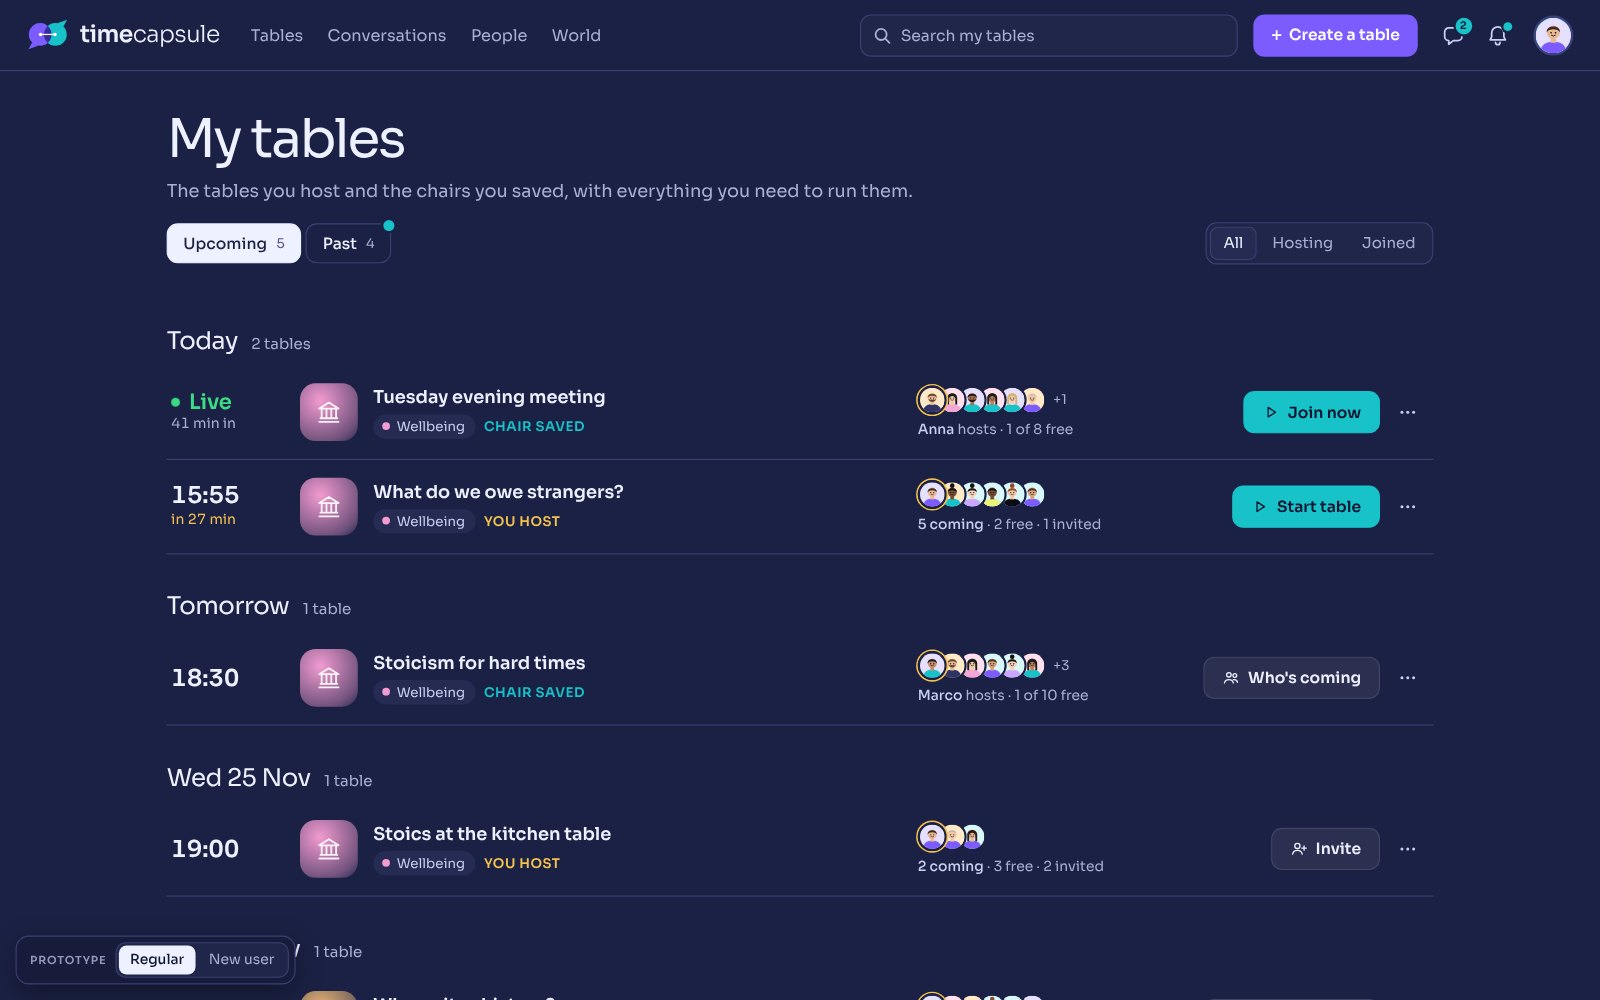 timecapsule
Tables Conversations People World
Search my tables
+ Create a table
2
My tables
The tables you host and the chairs you saved, with everything you need to run them.
Upcoming 5 Past 4
All Hosting Joined
Today 2 tables
Live
41 min in
Tuesday evening meeting
Wellbeing CHAIR SAVED
+1
Anna hosts · 1 of 8 free
Join now
15:55
in 27 min
What do we owe strangers?
Wellbeing YOU HOST
5 coming · 2 free · 1 invited
Start table
Tomorrow 1 table
18:30
Stoicism for hard times
Wellbeing CHAIR SAVED
+3
Marco hosts · 1 of 10 free
Who's coming
Wed 25 Nov 1 table
19:00
Stoics at the kitchen table
Wellbeing YOU HOST
2 coming · 3 free · 2 invited
Invite
1 table
PROTOTYPE Regular New user